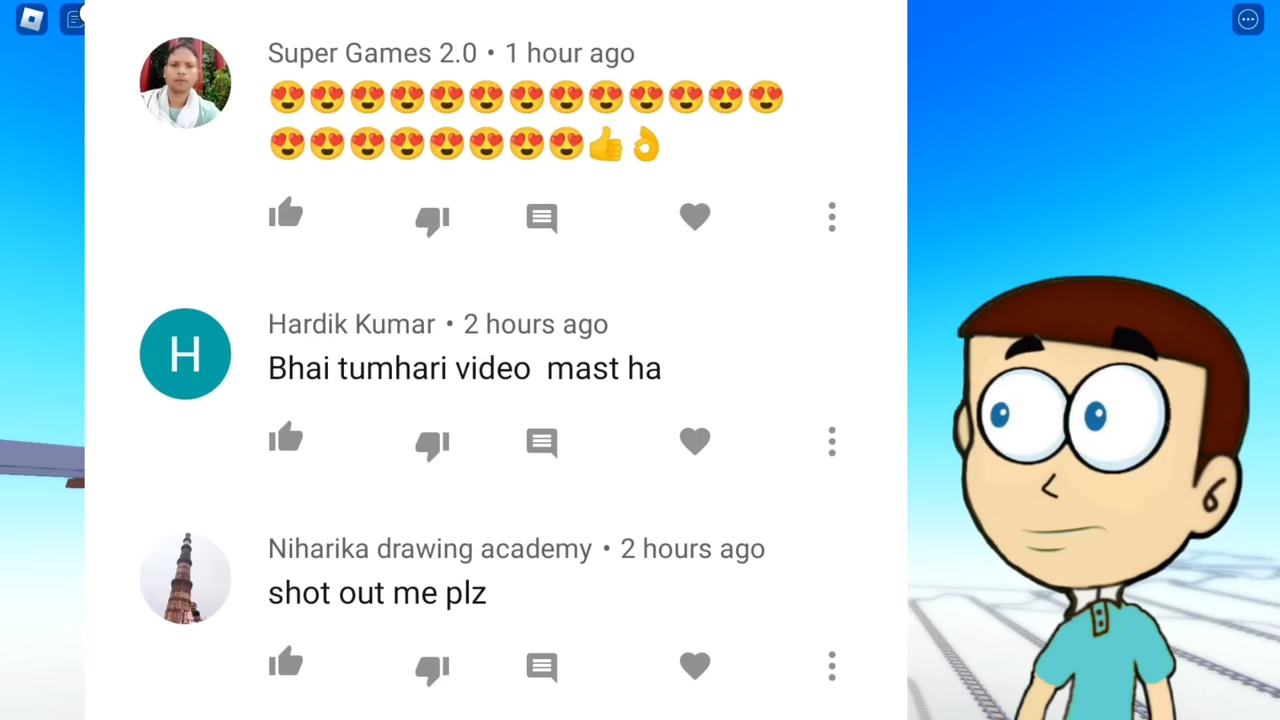 Super Games 2.0 • 1 hour ago
😍😍😍😍😍😍😍😍😍😍😍😍😍
😍😍😍😍😍😍😍😍👍👌
H
Hardik Kumar • 2 hours ago
Bhai tumhari video  mast ha
Niharika drawing academy • 2 hours ago
shot out me plz